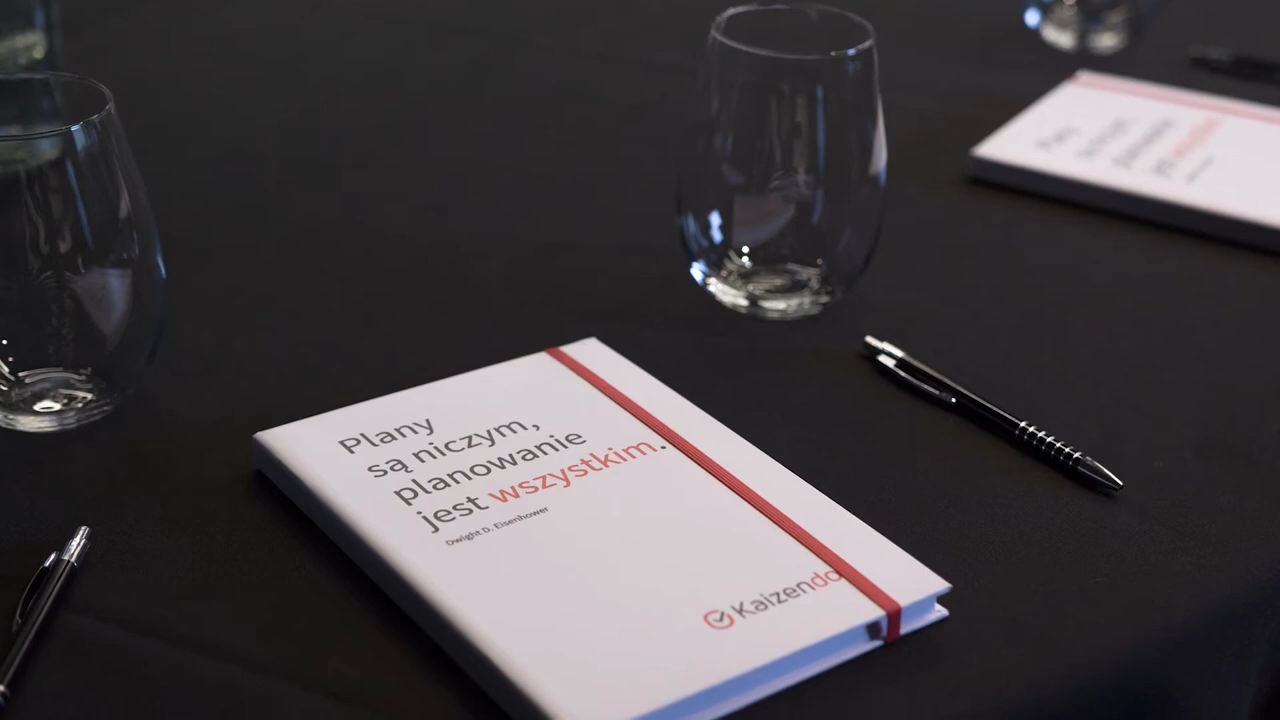 Plany
są niczym,
planowanie
jest wszystkim.
Dwight D. Eisenhower
Kaizendo